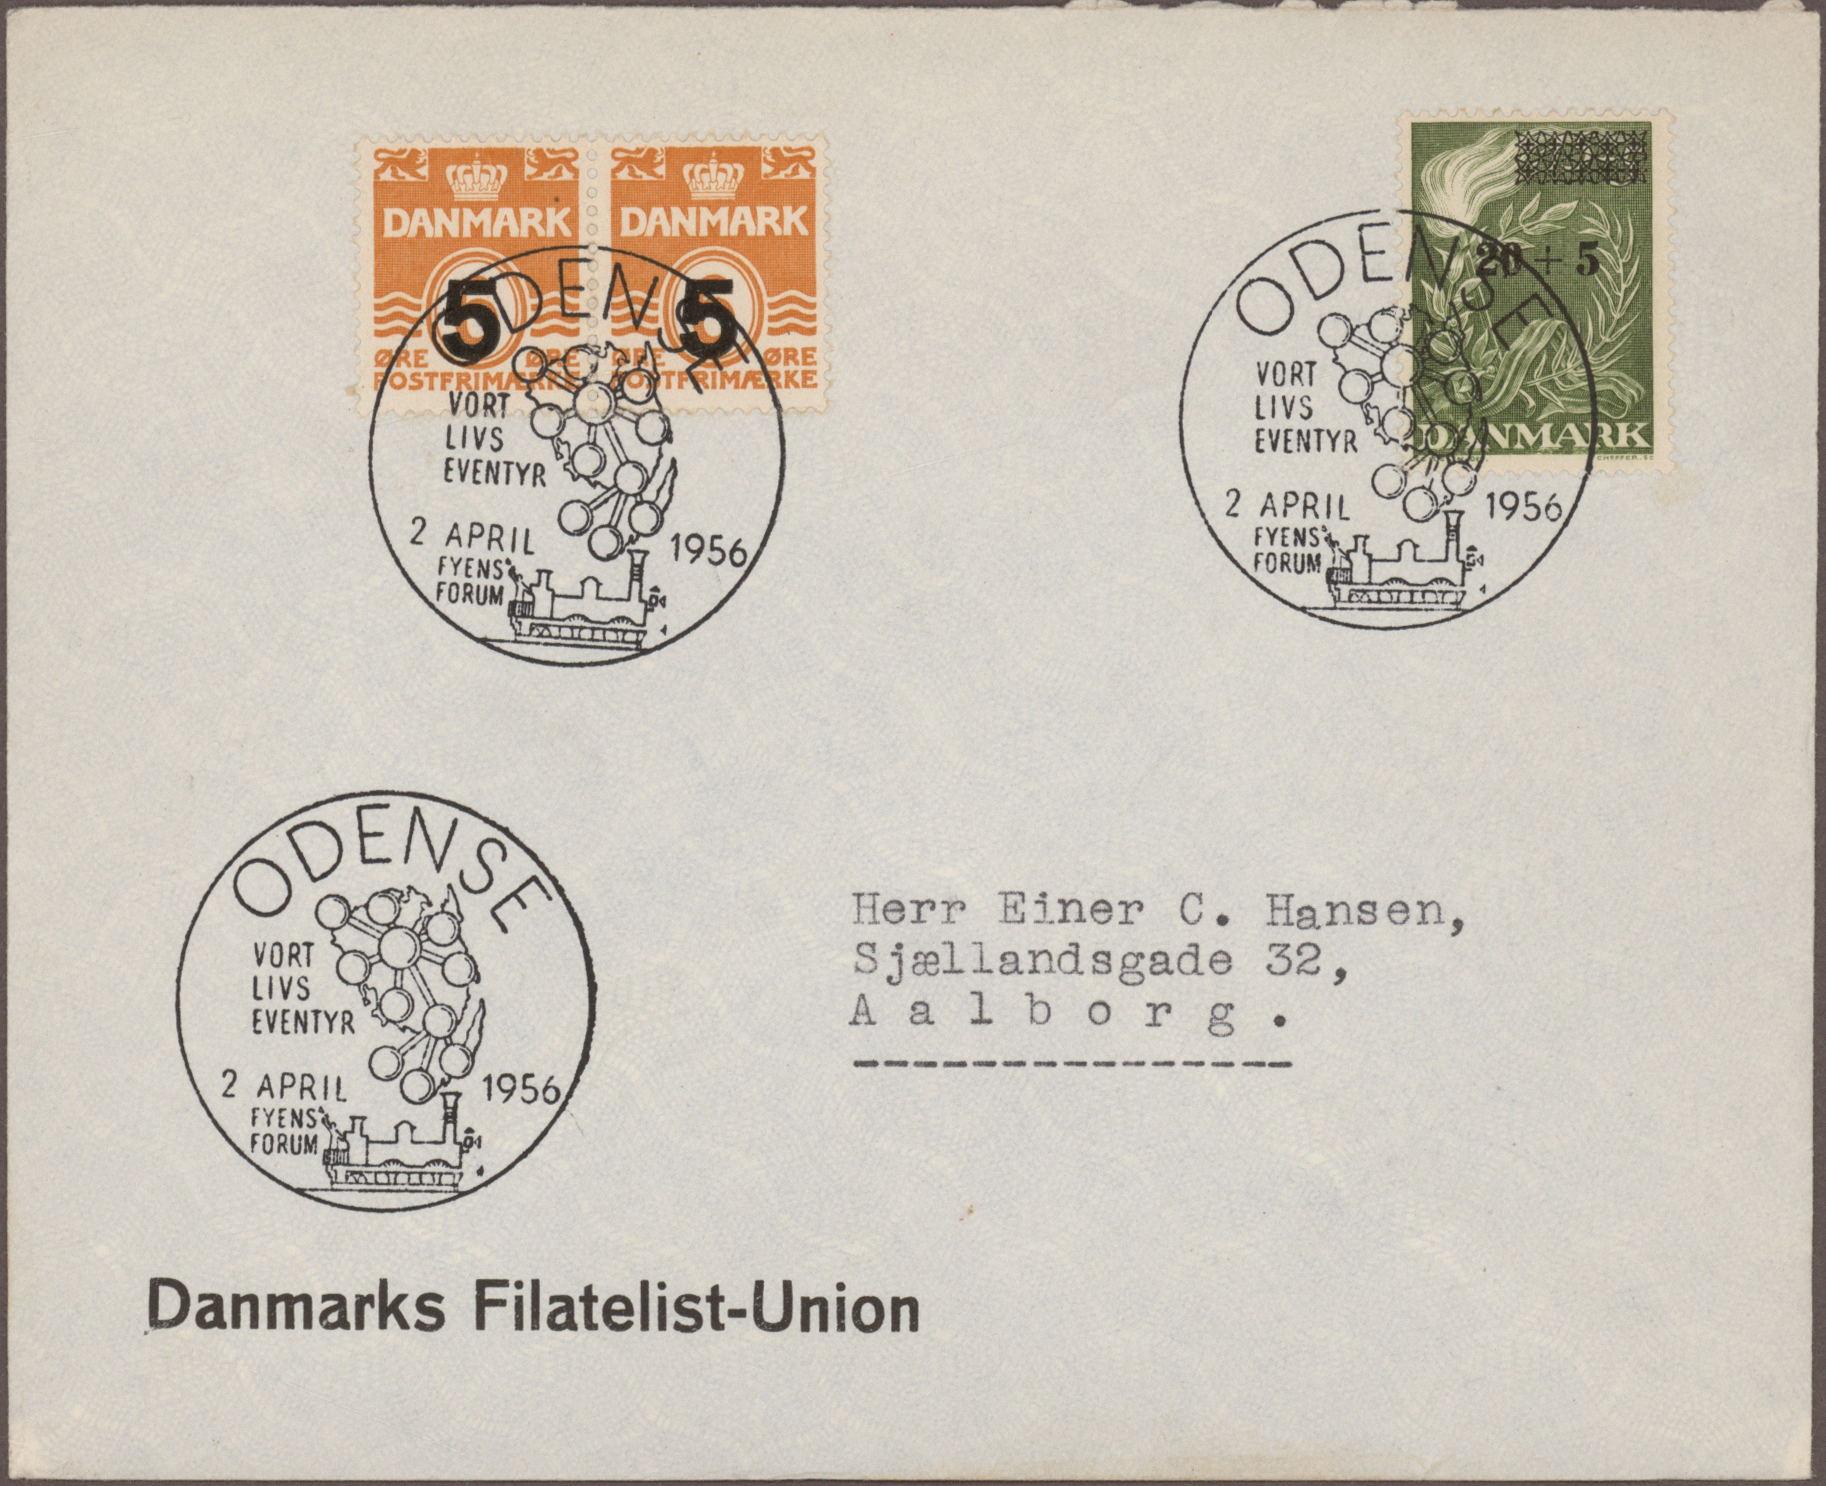 DANMARK
5
ØRE ØRE
POSTFRIMÆRKE
DANMARK
5
ØRE ØRE
POSTFRIMÆRKE
20 + 5
DANMARK
ODENSE
VORT
LIVS
EVENTYR
2 APRIL 1956
FYENS
FORUM
ODENSE
VORT
LIVS
EVENTYR
2 APRIL 1956
FYENS
FORUM
ODENSE
VORT
LIVS
EVENTYR
2 APRIL 1956
FYENS
FORUM
Herr Einer C. Hansen,
Sjællandsgade 32,
Aalborg.
Danmarks Filatelist-Union